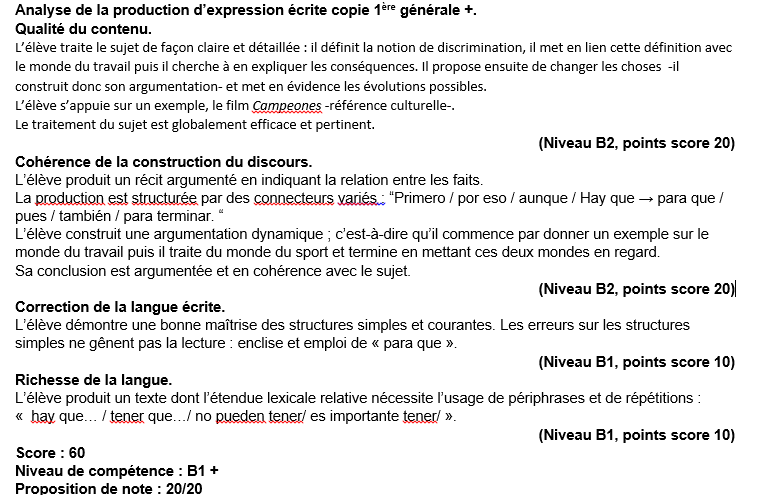 Analyse de la production d'expression écrite copie 1ère générale +.
Qualité du contenu.
L'élève traite le sujet de façon claire et détaillée : il définit la notion de discrimination, il met en lien cette définition avec
le monde du travail puis il cherche à en expliquer les conséquences. Il propose ensuite de changer les choses -il
construit donc son argumentation- et met en évidence les évolutions possibles.
L'élève s'appuie sur un exemple, le film Campeones -référence culturelle-.
Le traitement du sujet est globalement efficace et pertinent.
(Niveau B2, points score 20)
Cohérence de la construction du discours.
L'élève produit un récit argumenté en indiquant la relation entre les faits.
La production est structurée par des connecteurs variés : "Primero / por eso / aunque / Hay que → para que /
pues / también / para terminar. "
L'élève construit une argumentation dynamique ; c'est-à-dire qu'il commence par donner un exemple sur le
monde du travail puis il traite du monde du sport et termine en mettant ces deux mondes en regard.
Sa conclusion est argumentée et en cohérence avec le sujet.
(Niveau B2, points score 20)
Correction de la langue écrite.
L'élève démontre une bonne maîtrise des structures simples et courantes. Les erreurs sur les structures
simples ne gênent pas la lecture : enclise et emploi de « para que ».
(Niveau B1, points score 10)
Richesse de la langue.
L'élève produit un texte dont l'étendue lexicale relative nécessite l'usage de périphrases et de répétitions :
« hay que… / tener que…/ no pueden tener/ es importante tener/ ».
(Niveau B1, points score 10)
Score : 60
Niveau de compétence : B1 +
Proposition de note : 20/20